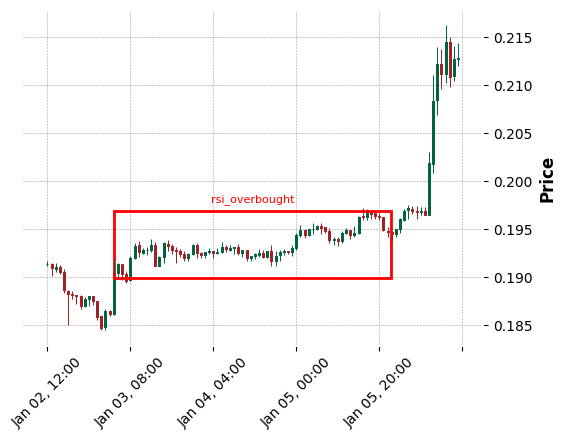 0.215
0.210
0.205
0.200
0.195
0.190
0.185
Price
rsi_overbought
Jan 02, 12:00
Jan 03, 08:00
Jan 04, 04:00
Jan 05, 00:00
Jan 05, 20:00